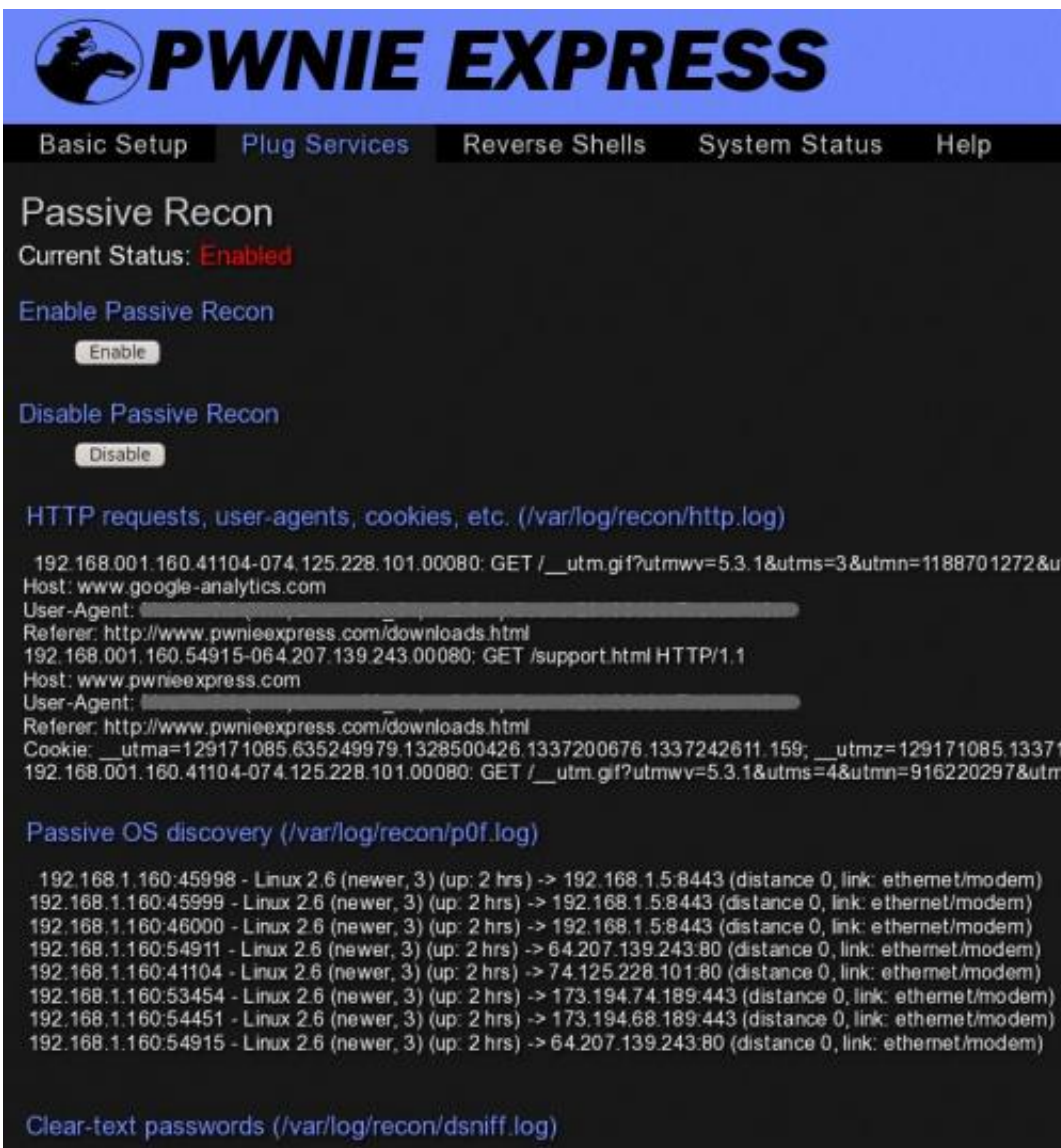 PWNIE EXPRESS
Basic Setup Plug Services Reverse Shells System Status Help
Passive Recon
Current Status: Enabled
Enable Passive Recon
Enable
Disable Passive Recon
Disable
HTTP requests, user-agents, cookies, etc. (/var/log/recon/http.log)
192.168.001.160.41104-074.125.228.101.00080: GET /__utm.gif?utmwv=5.3.1&utms=3&utmn=1188701272&u
Host: www.google-analytics.com
User-Agent:
Referer: http://www.pwnieexpress.com/downloads.html
192.168.001.160.54915-064.207.139.243.00080: GET /support.html HTTP/1.1
Host: www.pwnieexpress.com
User-Agent:
Referer: http://www.pwnieexpress.com/downloads.html
Cookie: __utma=129171085.635249979.1328500426.1337200676.1337242611.159; __utmz=129171085.13371
192.168.001.160.41104-074.125.228.101.00080: GET /__utm.gif?utmwv=5.3.1&utms=4&utmn=916220297&utm
Passive OS discovery (/var/log/recon/p0f.log)
192.168.1.160:45998 - Linux 2.6 (newer, 3) (up: 2 hrs) -> 192.168.1.5:8443 (distance 0, link: ethernet/modem)
192.168.1.160:45999 - Linux 2.6 (newer, 3) (up: 2 hrs) -> 192.168.1.5:8443 (distance 0, link: ethernet/modem)
192.168.1.160:46000 - Linux 2.6 (newer, 3) (up: 2 hrs) -> 192.168.1.5:8443 (distance 0, link: ethernet/modem)
192.168.1.160:54911 - Linux 2.6 (newer, 3) (up: 2 hrs) -> 64.207.139.243:80 (distance 0, link: ethernet/modem)
192.168.1.160:41104 - Linux 2.6 (newer, 3) (up: 2 hrs) -> 74.125.228.101:80 (distance 0, link: ethernet/modem)
192.168.1.160:53454 - Linux 2.6 (newer, 3) (up: 2 hrs) -> 173.194.74.189:443 (distance 0, link: ethernet/modem)
192.168.1.160:54451 - Linux 2.6 (newer, 3) (up: 2 hrs) -> 173.194.68.189:443 (distance 0, link: ethernet/modem)
192.168.1.160:54915 - Linux 2.6 (newer, 3) (up: 2 hrs) -> 64.207.139.243:80 (distance 0, link: ethernet/modem)
Clear-text passwords (/var/log/recon/dsniff.log)